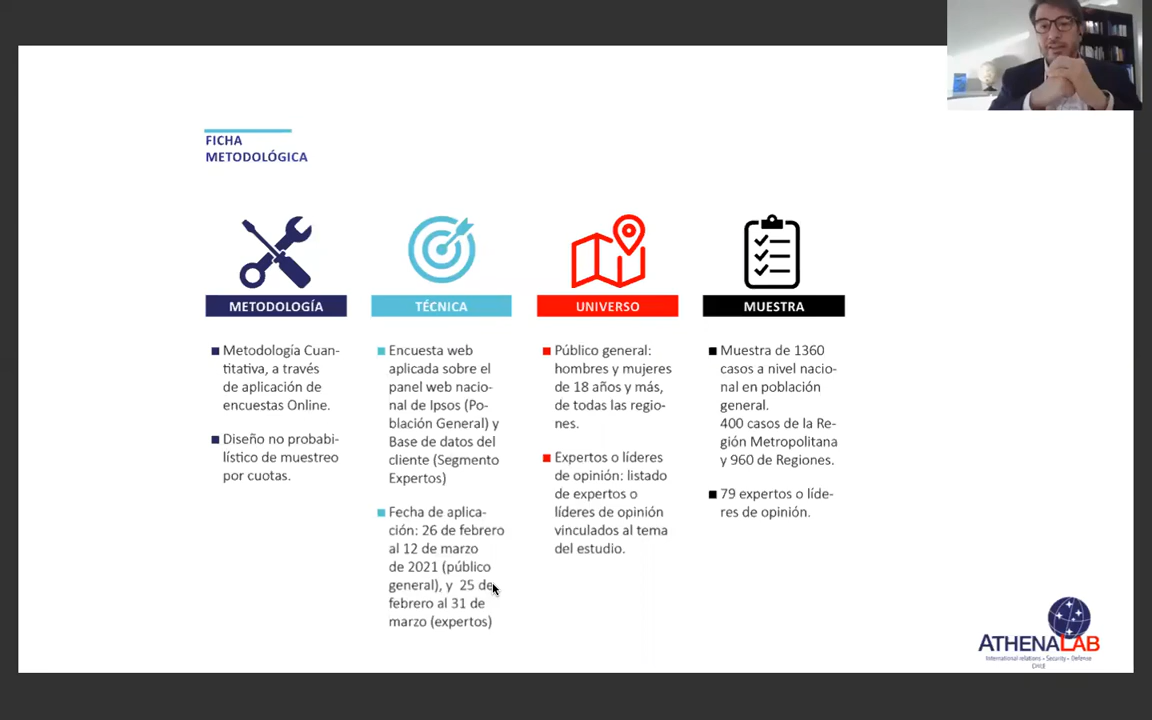 FICHA
METODOLÓGICA
METODOLOGÍA
Metodología Cuan-
titativa, a través
de aplicación de
encuestas Online.
Diseño no probabi-
lístico de muestreo
por cuotas.
TÉCNICA
Encuesta web
aplicada sobre el
panel web nacio-
nal de Ipsos (Po-
blación General) y
Base de datos del
cliente (Segmento
Expertos)
Fecha de aplica-
ción: 26 de febrero
al 12 de marzo
de 2021 (público
general), y 25 de
febrero al 31 de
marzo (expertos)
UNIVERSO
Público general:
hombres y mujeres
de 18 años y más,
de todas las regio-
nes.
Expertos o líderes
de opinión: listado
de expertos o
líderes de opinión
vinculados al tema
del estudio.
MUESTRA
Muestra de 1360
casos a nivel nacio-
nal en población
general.
400 casos de la Re-
gión Metropolitana
y 960 de Regiones.
79 expertos o líde-
res de opinión.
ATHENALAB
International relations • Security • Defense
CHILE